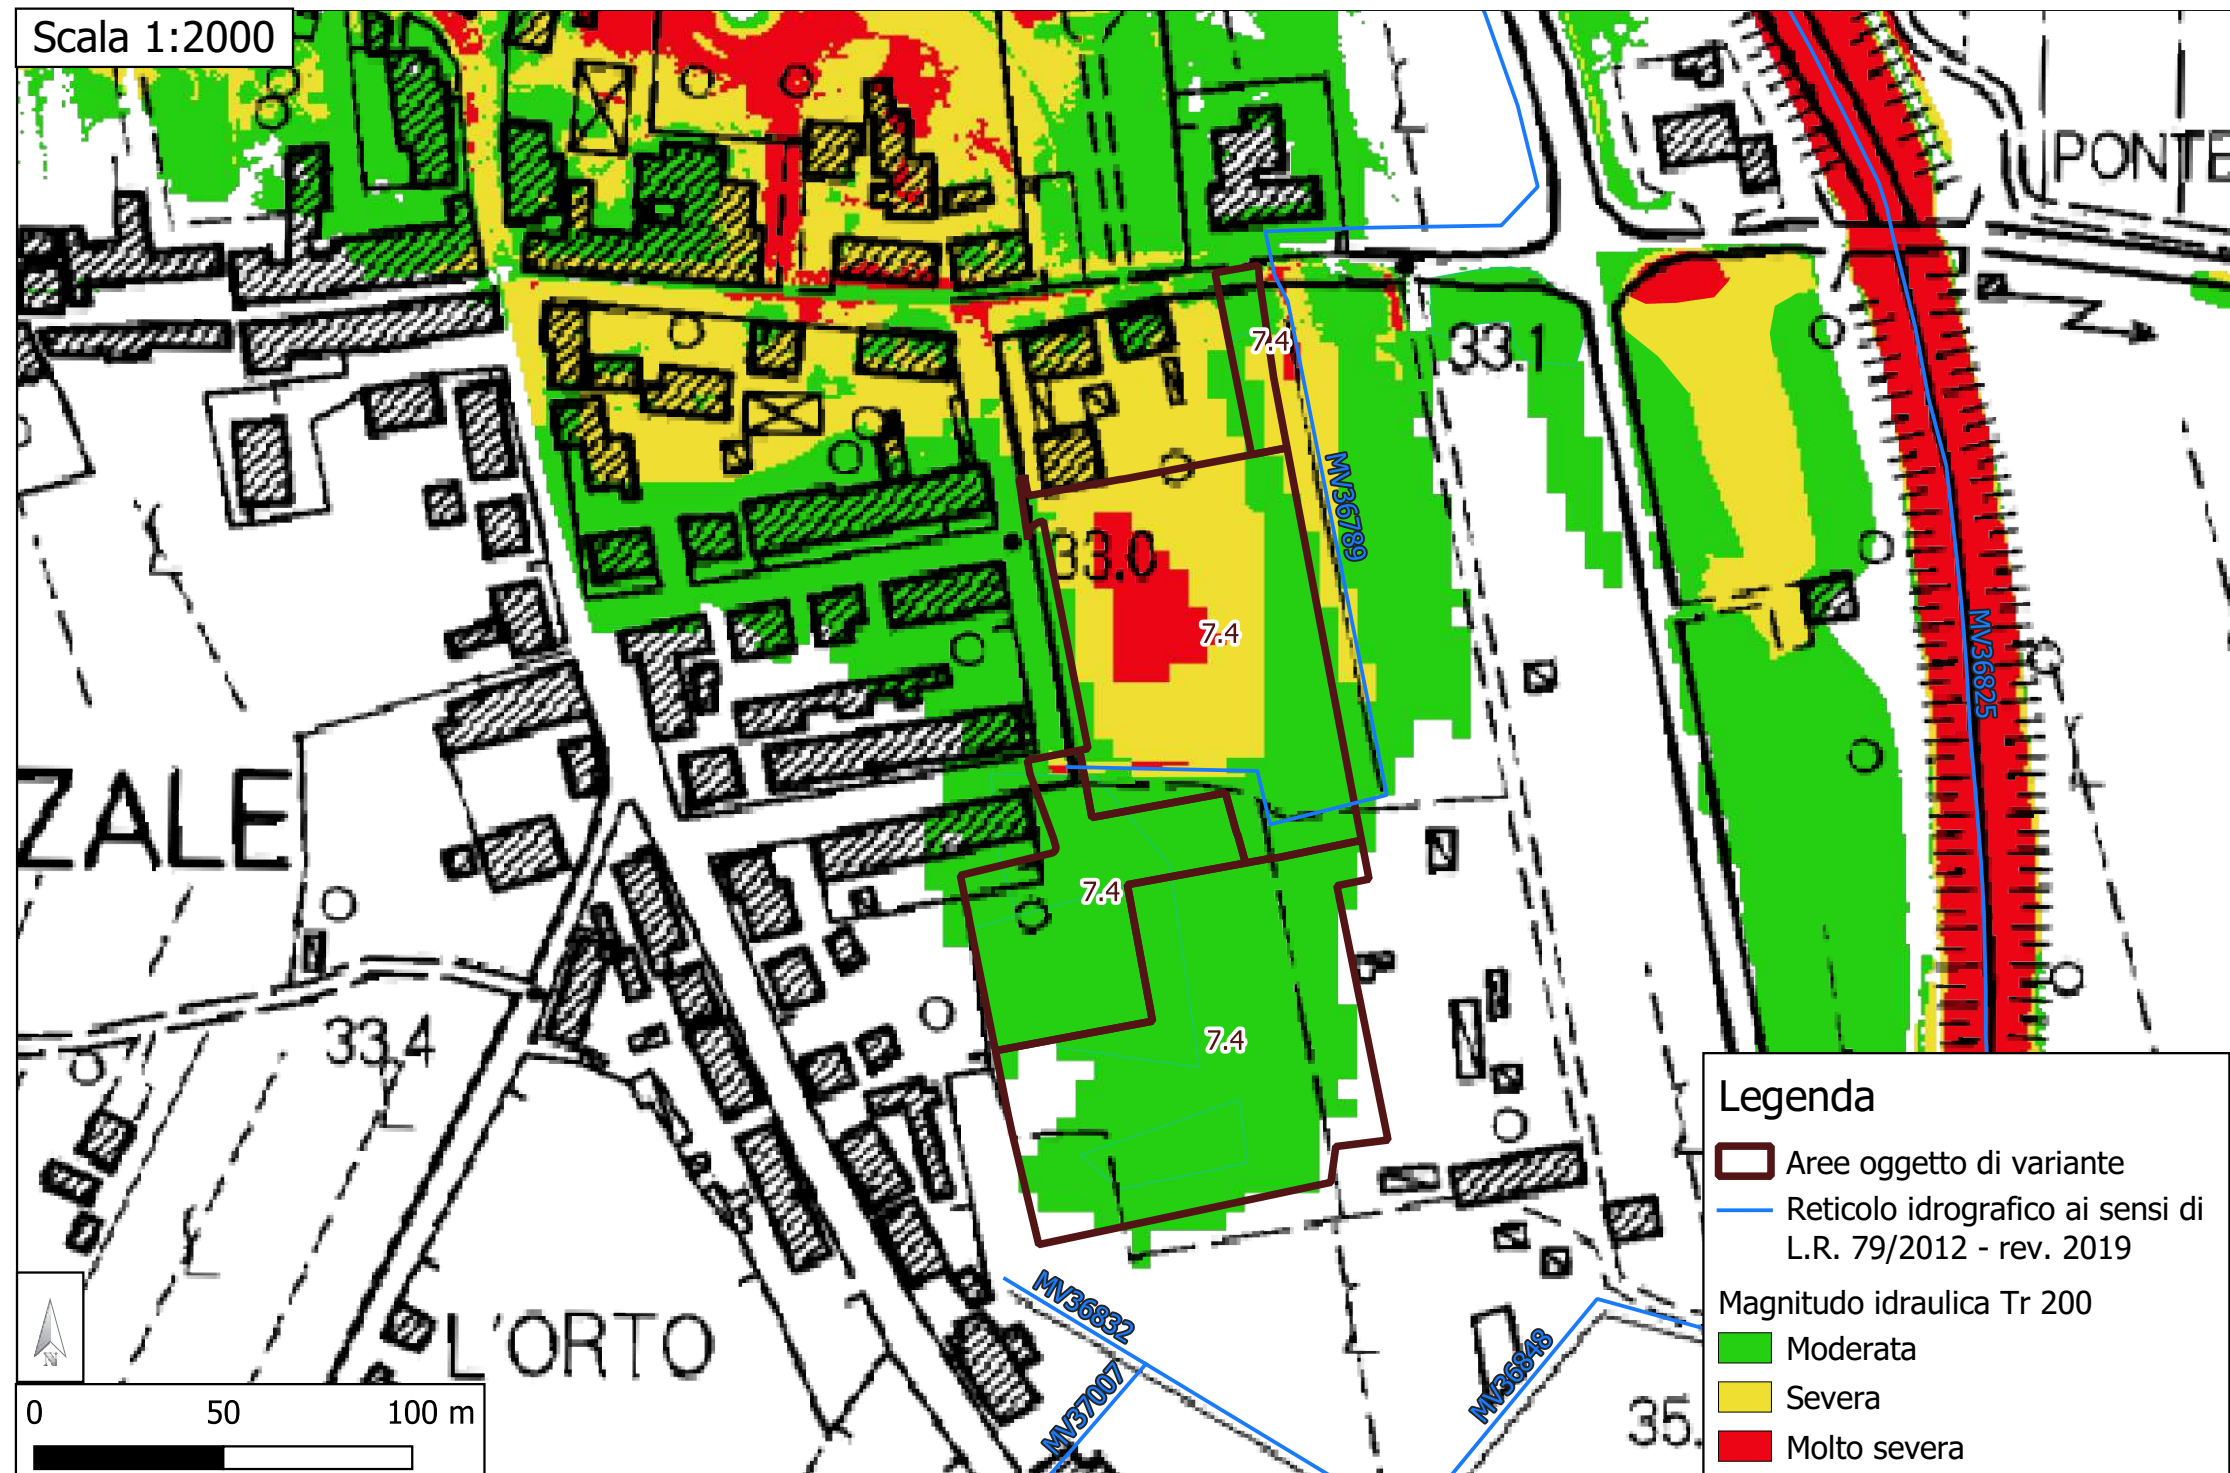 Scala 1:2000
PONTE
7.4
33.1
MV36789
33.0
7.4
MV36825
ZALE
7.4
33.4
7.4
L'ORTO
MV36832
MV37007
MV36848
35.
N
0 50 100 m
Legenda
Aree oggetto di variante
Reticolo idrografico ai sensi di
L.R. 79/2012 - rev. 2019
Magnitudo idraulica Tr 200
Moderata
Severa
Molto severa